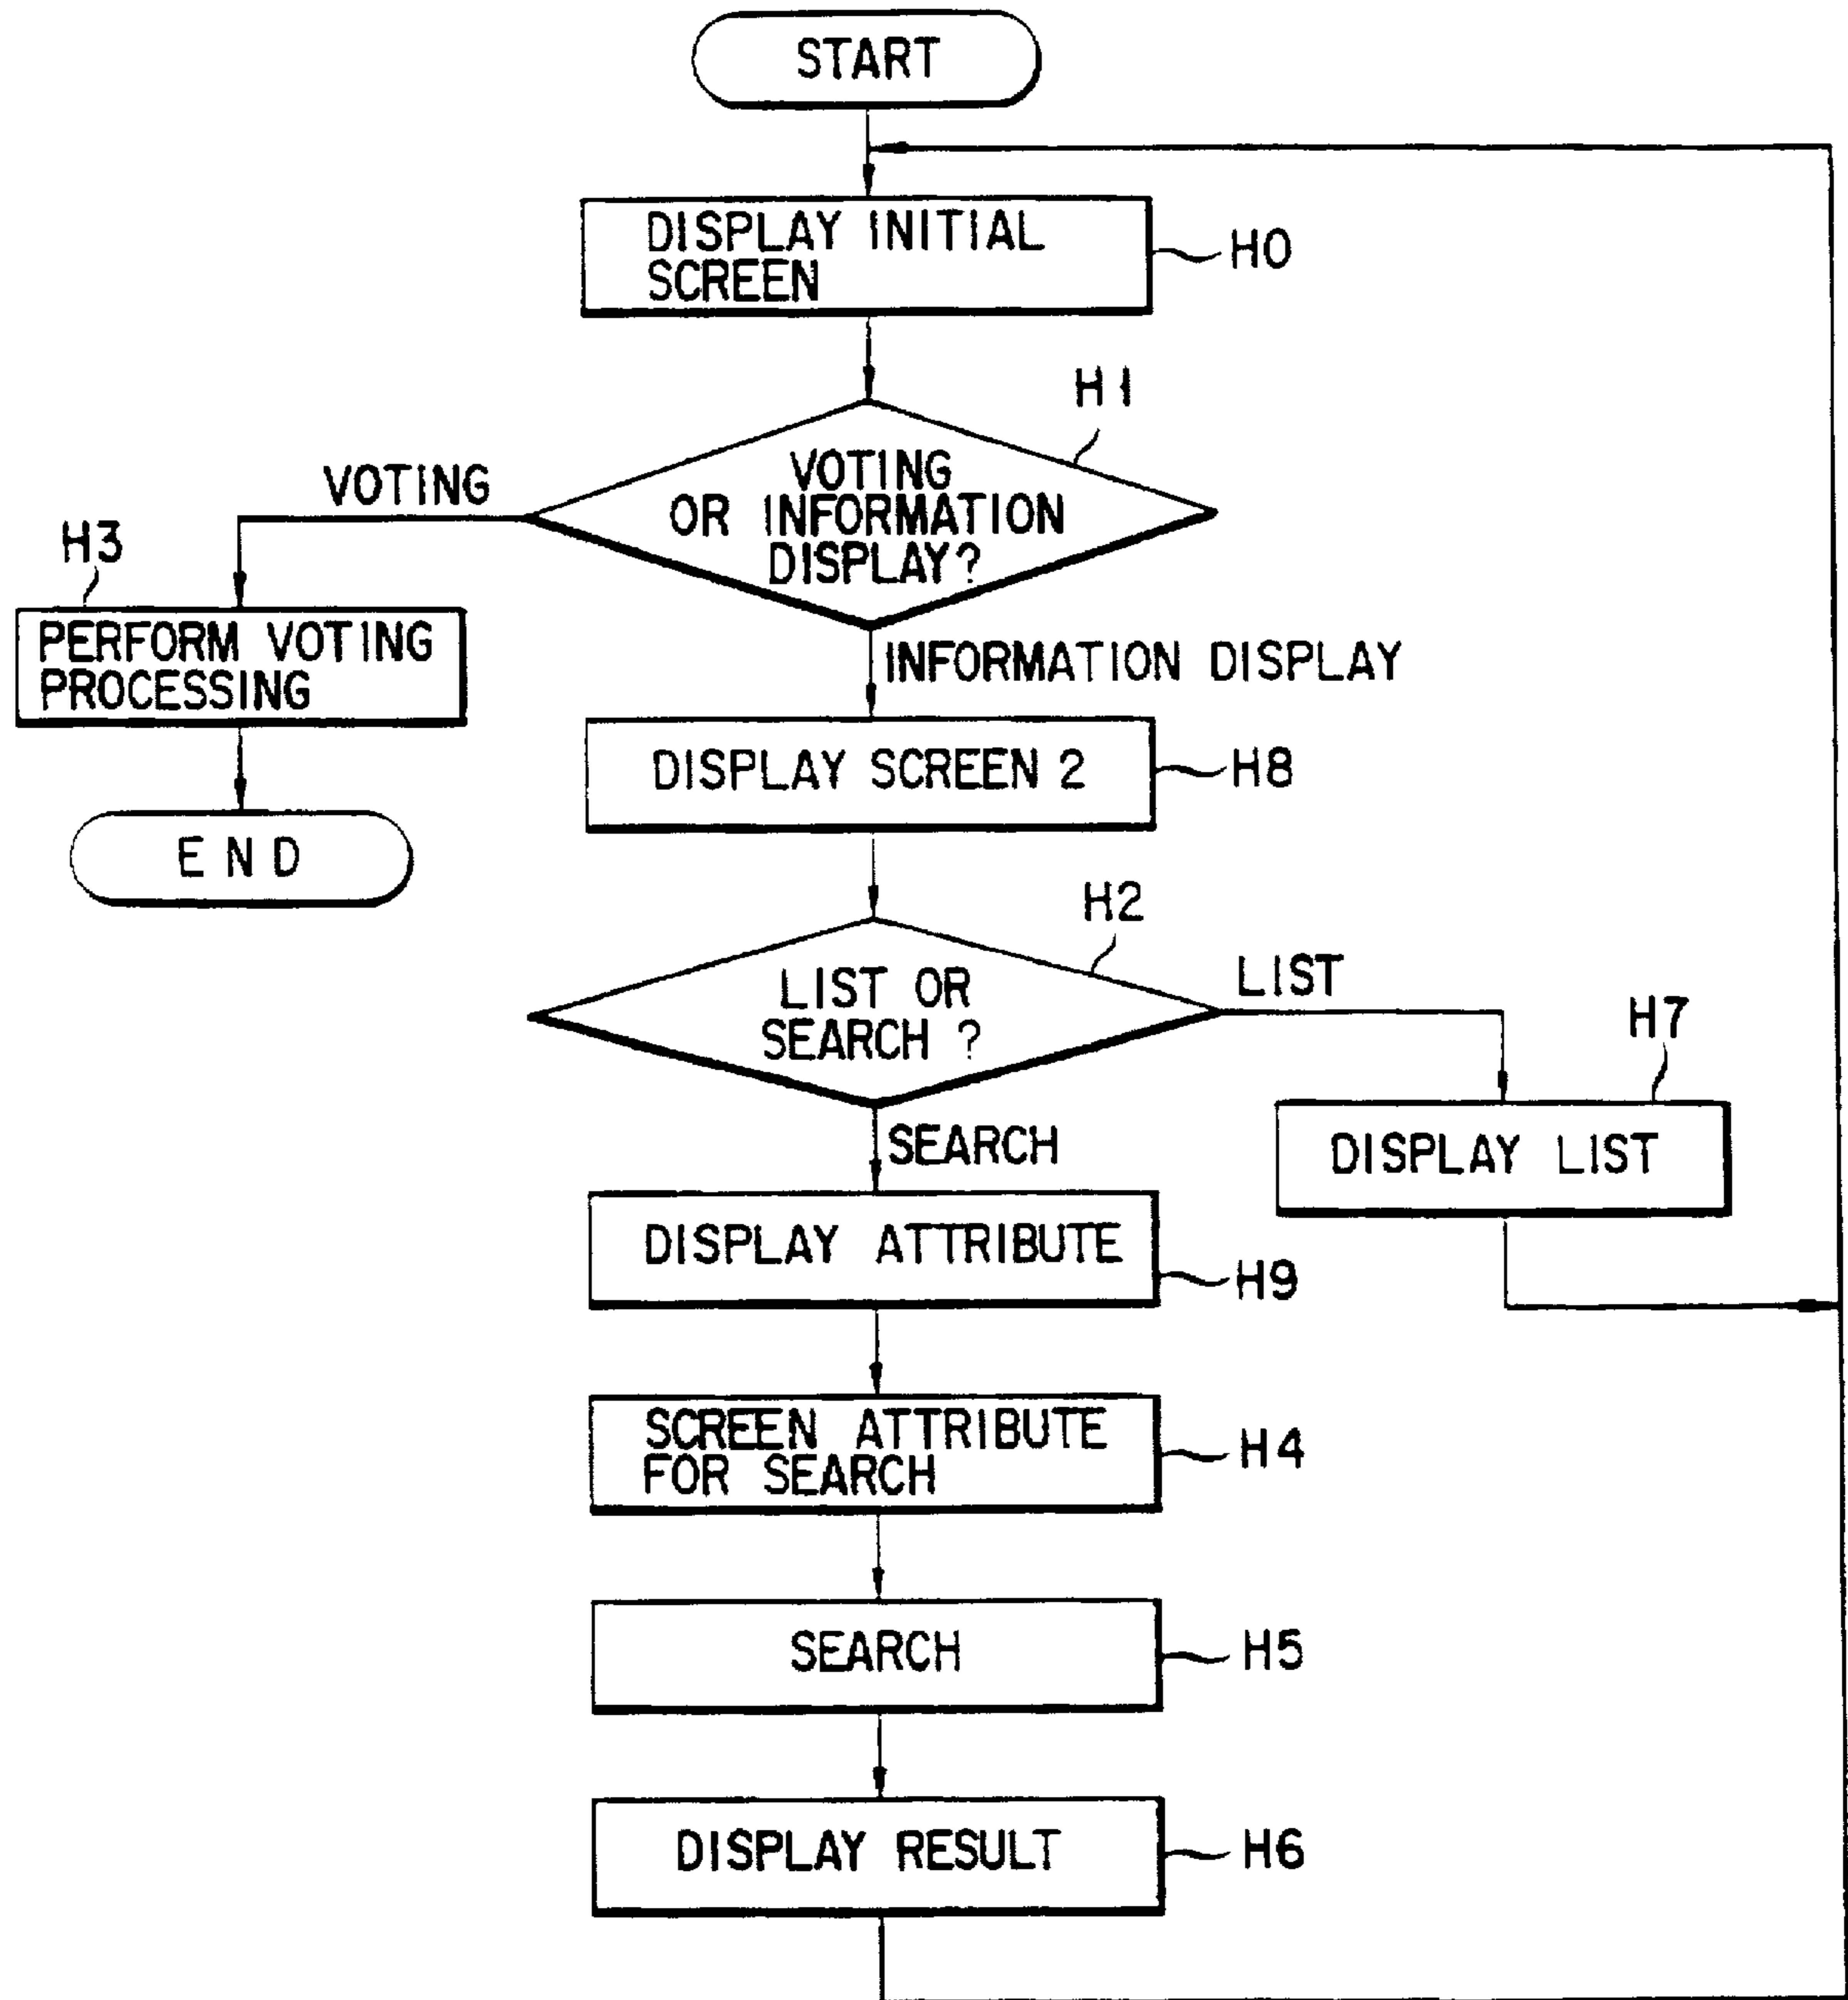 START
DISPLAY INITIAL
SCREEN
H0
H1
VOTING
OR INFORMATION
DISPLAY?
VOTING
H3
PERFORM VOTING
PROCESSING
END
INFORMATION DISPLAY
DISPLAY SCREEN 2
H8
H2
LIST OR
SEARCH ?
LIST
H7
DISPLAY LIST
SEARCH
DISPLAY ATTRIBUTE
H9
SCREEN ATTRIBUTE
FOR SEARCH
H4
SEARCH
H5
DISPLAY RESULT
H6